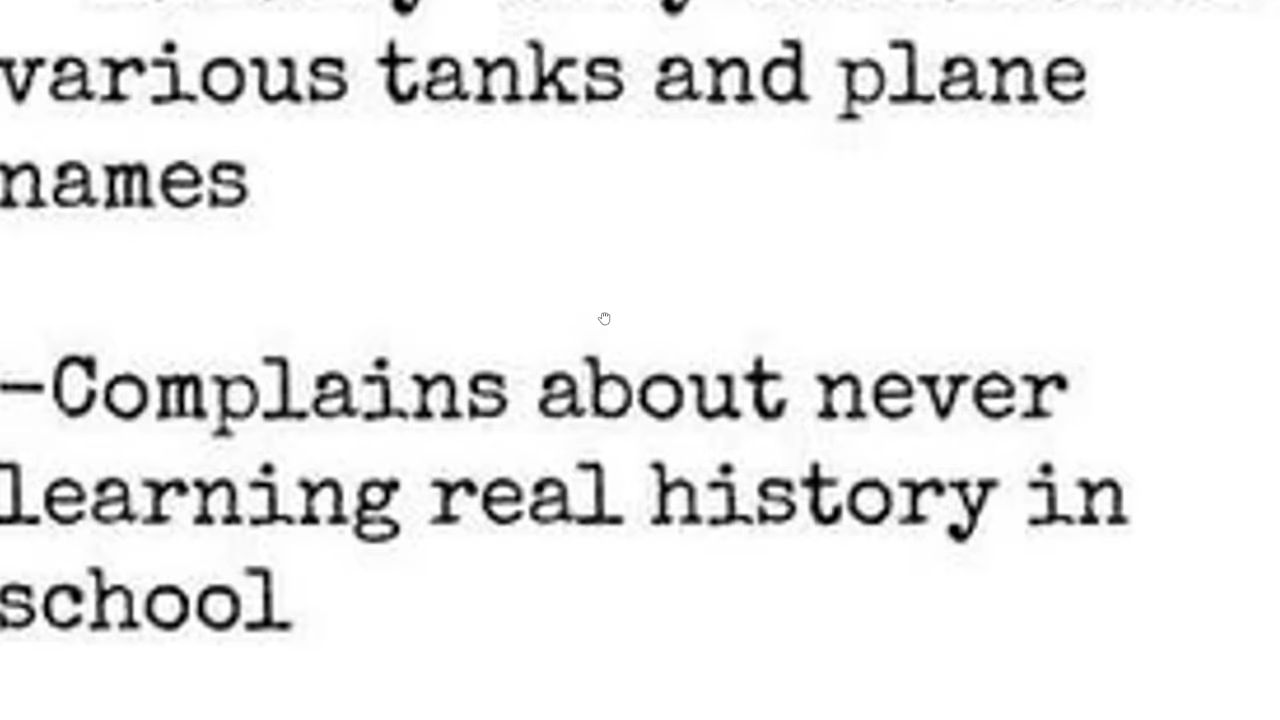 various tanks and plane
names
-Complains about never
learning real history in
school